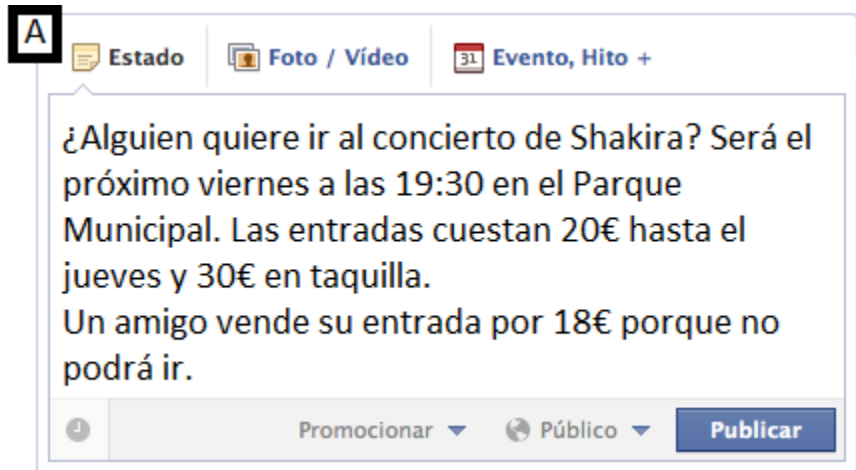 A
Estado Foto / Vídeo 31 Evento, Hito +
¿Alguien quiere ir al concierto de Shakira? Será el
próximo viernes a las 19:30 en el Parque
Municipal. Las entradas cuestan 20€ hasta el
jueves y 30€ en taquilla.
Un amigo vende su entrada por 18€ porque no
podrá ir.
Promocionar Público Publicar